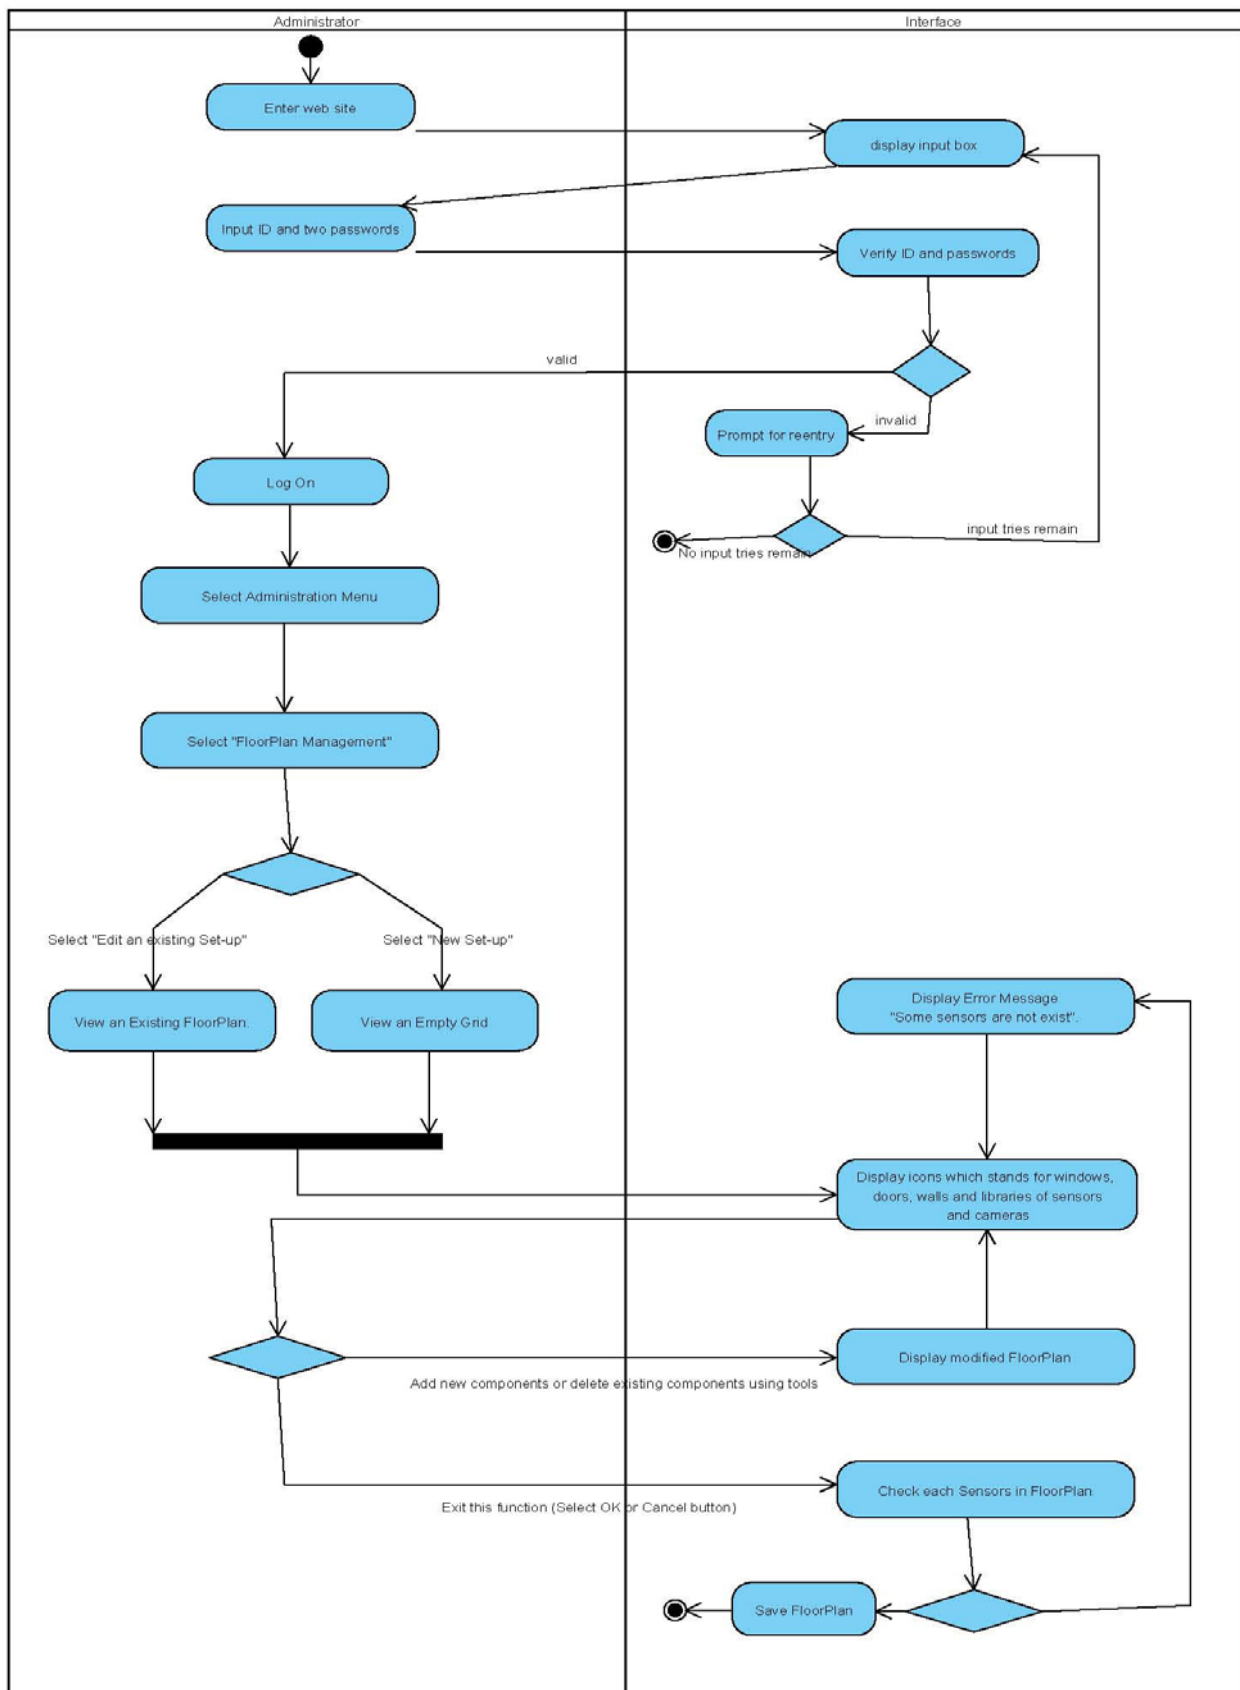 Administrator
Interface
Enter web site
display input box
Input ID and two passwords
Verify ID and passwords
valid
invalid
Prompt for reentry
Log On
input tries remain
No input tries remain
Select Administration Menu
Select "FloorPlan Management"
Select "Edit an existing Set-up"
Select "New Set-up"
View an Existing FloorPlan.
View an Empty Grid
Display Error Message
"Some sensors are not exist".
Display icons which stands for windows,
doors, walls and libraries of sensors
and cameras
Display modified FloorPlan
Add new components or delete existing components using tools
Check each Sensors in FloorPlan
Exit this function (Select OK or Cancel button)
Save FloorPlan